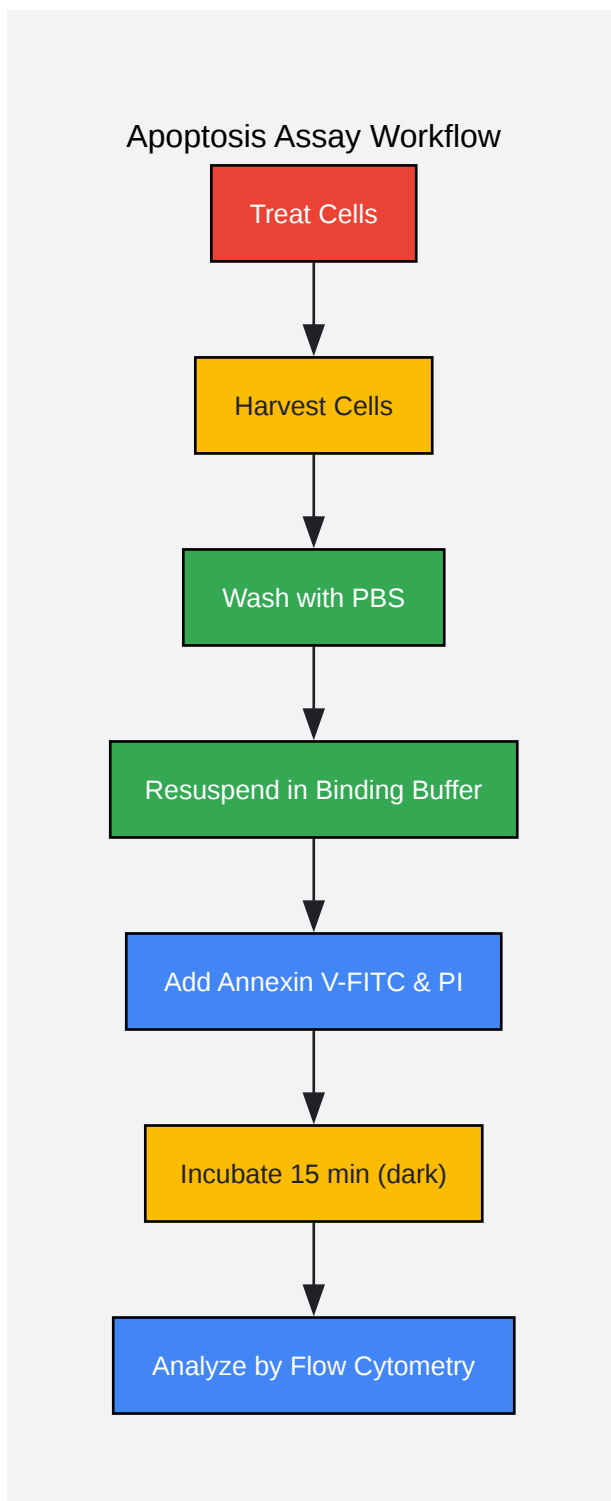 Apoptosis Assay Workflow
Treat Cells
Harvest Cells
Wash with PBS
Resuspend in Binding Buffer
Add Annexin V-FITC & PI
Incubate 15 min (dark)
Analyze by Flow Cytometry